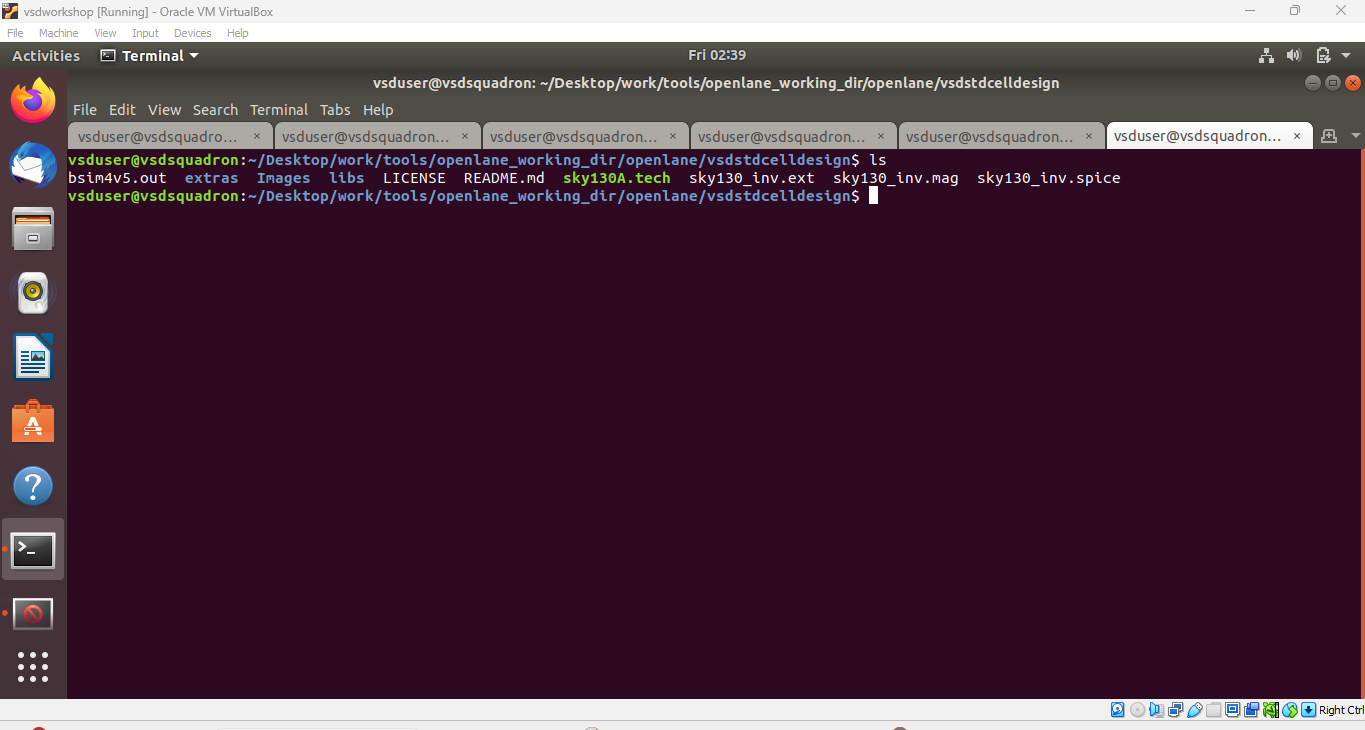 vsdworkshop [Running] - Oracle VM VirtualBox
File Machine View Input Devices Help
Activities Terminal Fri 02:39
vsduser@vsdsquadron: ~/Desktop/work/tools/openlane_working_dir/openlane/vsdstdcelldesign
File Edit View Search Terminal Tabs Help
vsduser@vsdsquadro... × vsduser@vsdsquadron... × vsduser@vsdsquadron... × vsduser@vsdsquadron... × vsduser@vsdsquadron... × vsduser@vsdsquadron... ×
vsduser@vsdsquadron:~/Desktop/work/tools/openlane_working_dir/openlane/vsdstdcelldesign$ ls
bsim4v5.out extras Images libs LICENSE README.md sky130A.tech sky130_inv.ext sky130_inv.mag sky130_inv.spice
vsduser@vsdsquadron:~/Desktop/work/tools/openlane_working_dir/openlane/vsdstdcelldesign$
Right Ctrl